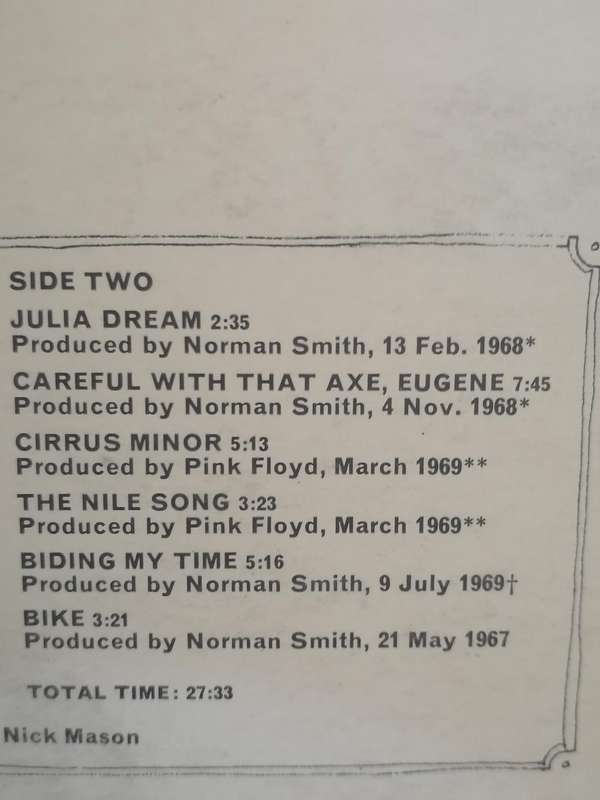 SIDE TWO
JULIA DREAM 2:35
Produced by Norman Smith, 13 Feb. 1968*
CAREFUL WITH THAT AXE, EUGENE 7:45
Produced by Norman Smith, 4 Nov. 1968*
CIRRUS MINOR 5:13
Produced by Pink Floyd, March 1969**
THE NILE SONG 3:23
Produced by Pink Floyd, March 1969**
BIDING MY TIME 5:16
Produced by Norman Smith, 9 July 1969†
BIKE 3:21
Produced by Norman Smith, 21 May 1967
TOTAL TIME: 27:33
Nick Mason